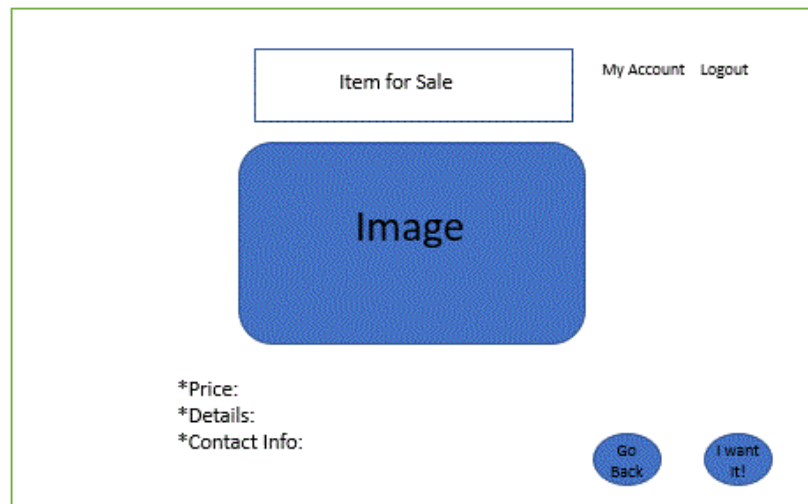 Item for Sale
My Account Logout
Image
*Price:
*Details:
*Contact Info:
Go
Back
I want
It!